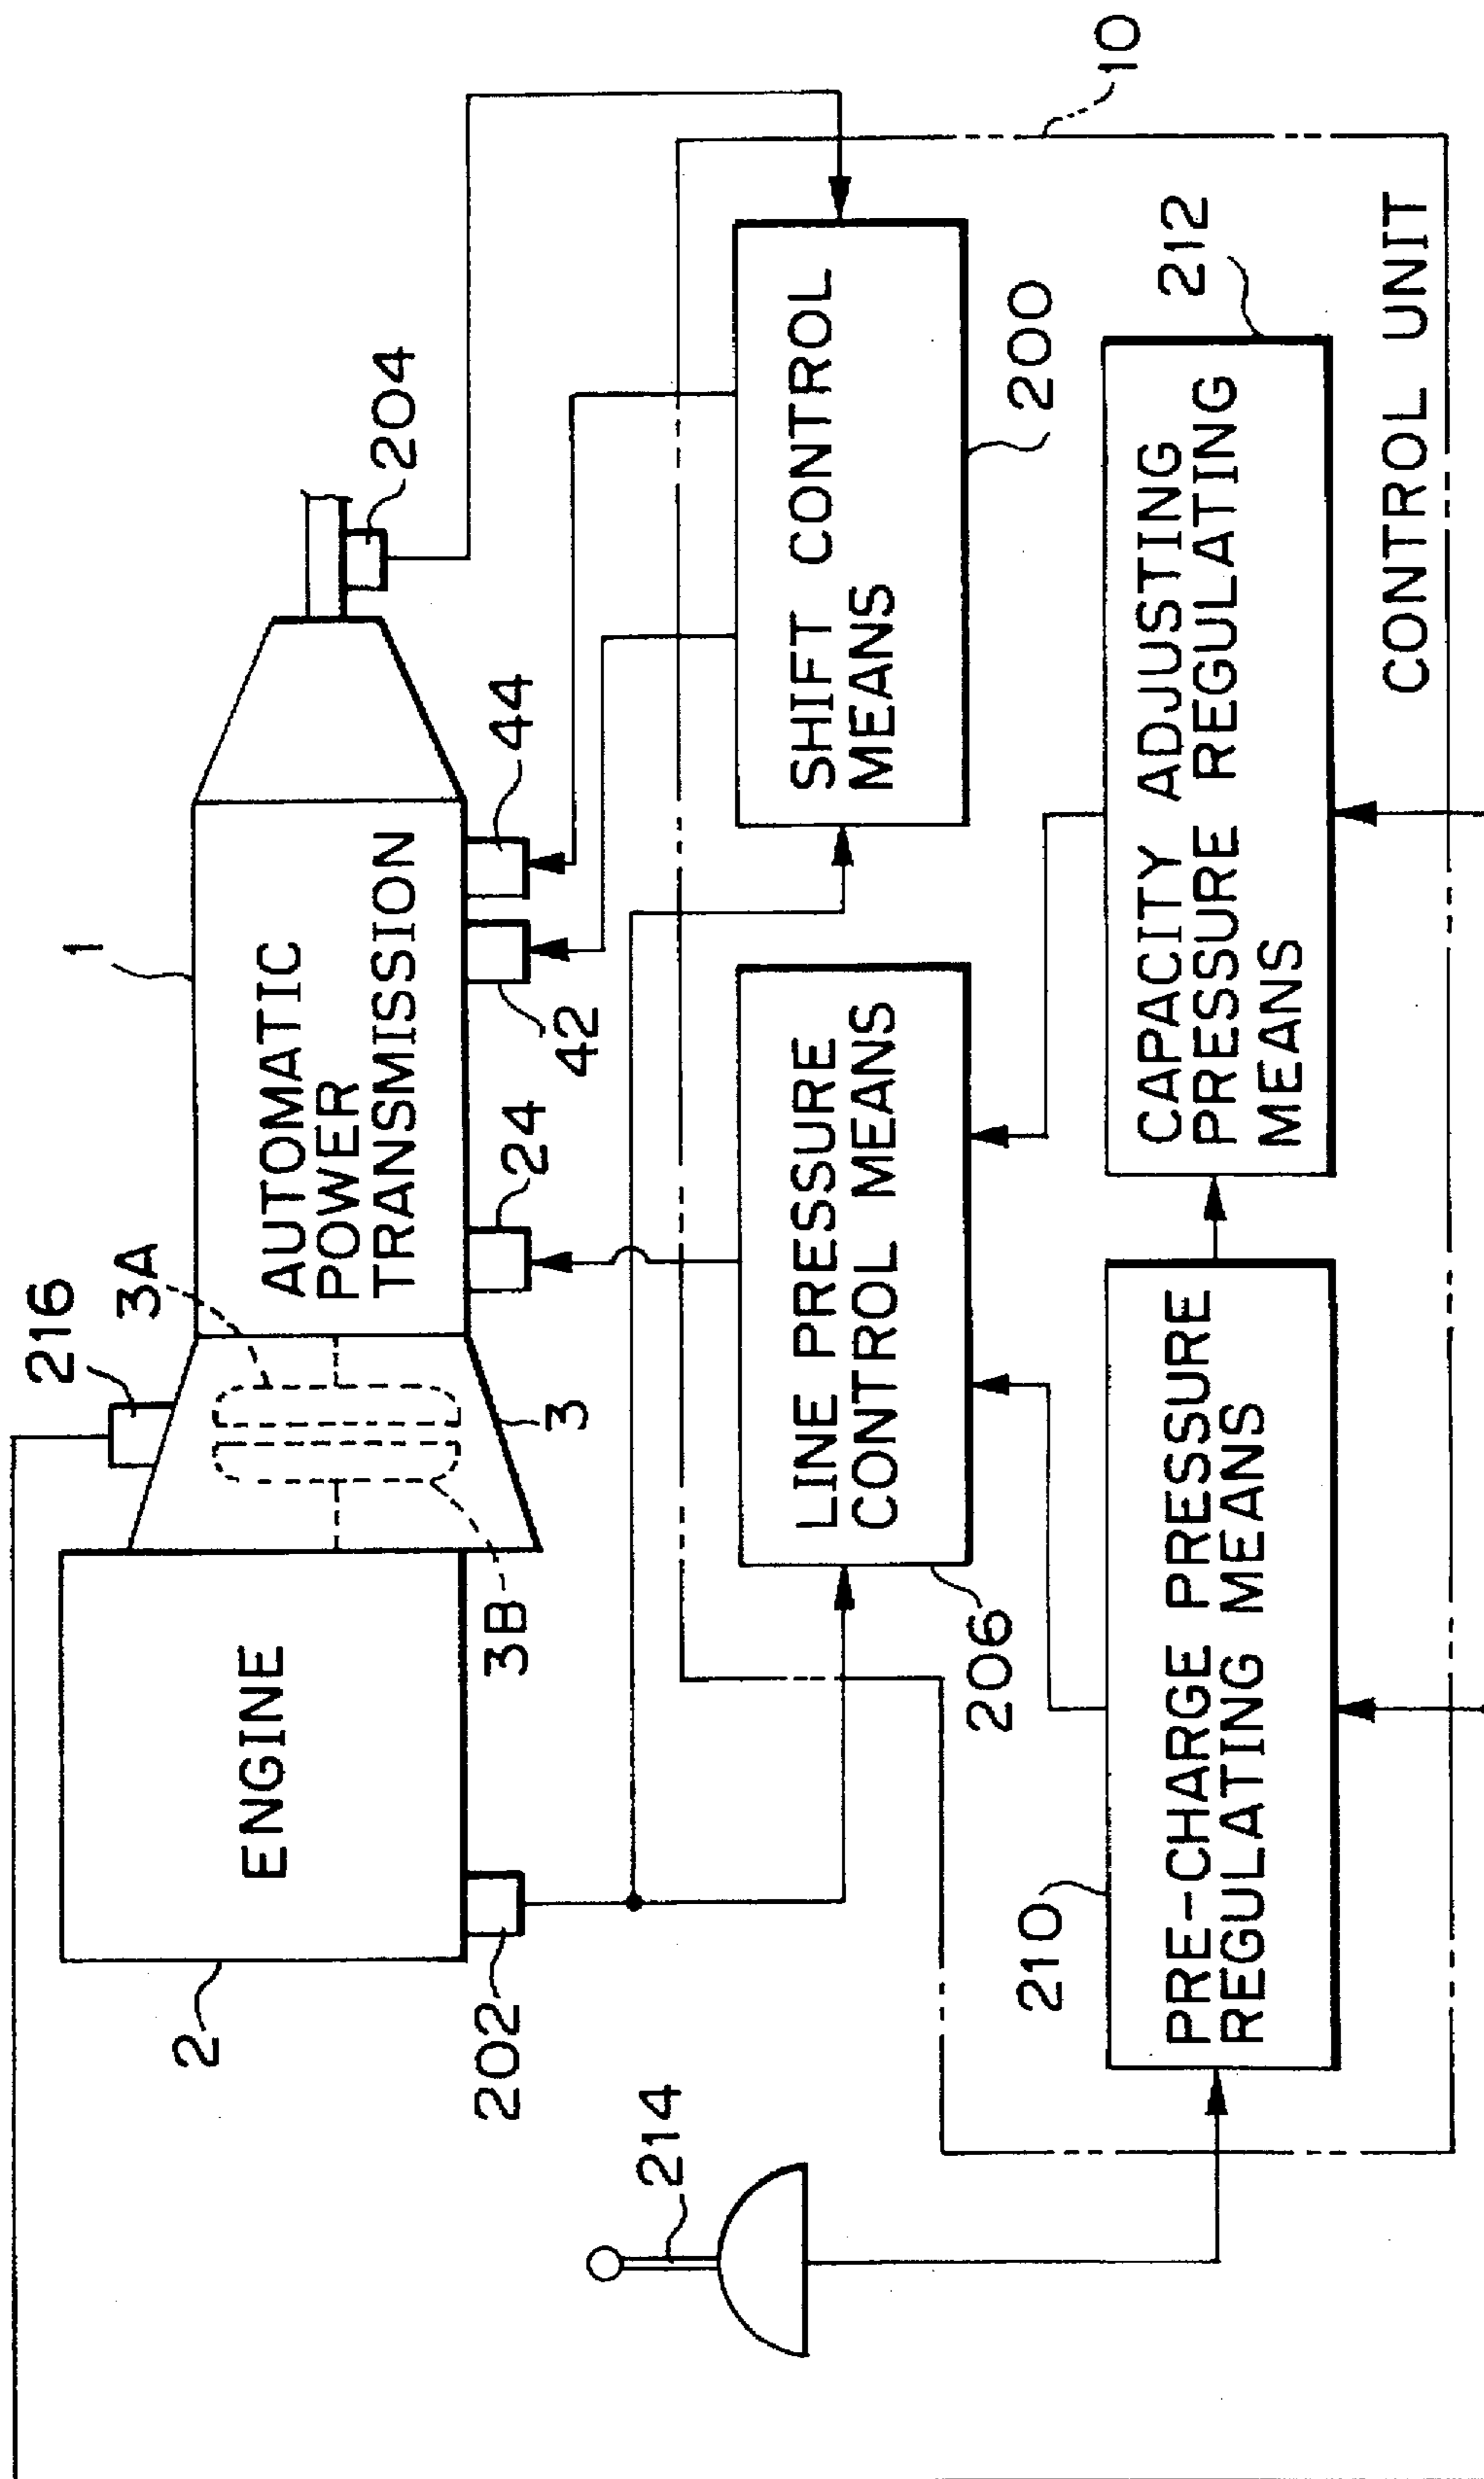 216
3A
1
2
ENGINE
AUTOMATIC
POWER
TRANSMISSION
204
3B
3
24
42
44
202
214
10
206
LINE PRESSURE
CONTROL MEANS
SHIFT CONTROL
MEANS
200
210
PRE-CHARGE PRESSURE
REGULATING MEANS
CAPACITY ADJUSTING
PRESSURE REGULATING
MEANS
212
CONTROL UNIT